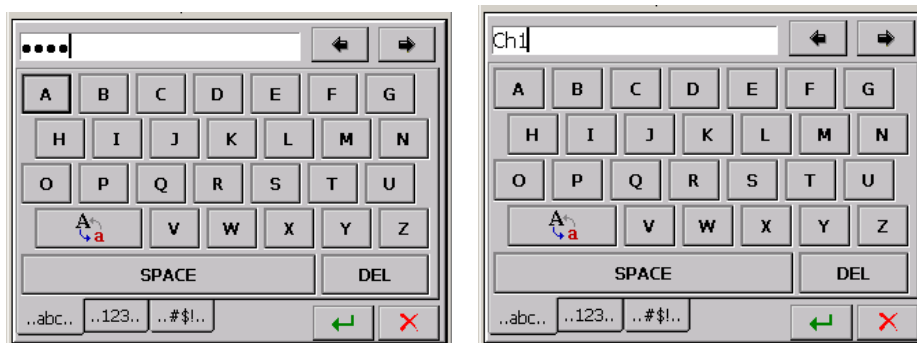 ••••
A B C D E F G
H I J K L M N
O P Q R S T U
A a V W X Y Z
SPACE DEL
..abc.. ..123.. ..#$!..
Ch1
A B C D E F G
H I J K L M N
O P Q R S T U
A a V W X Y Z
SPACE DEL
..abc.. ..123.. ..#$!..